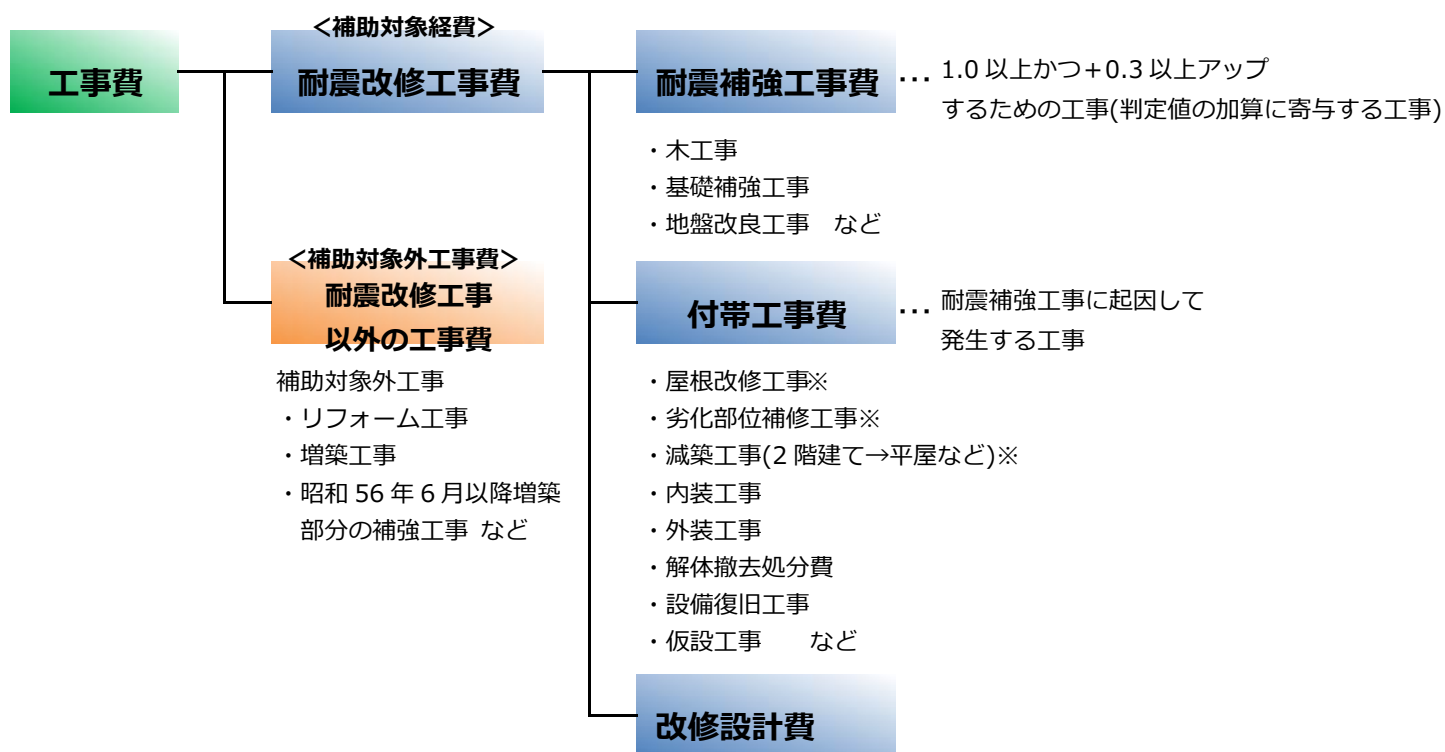 工事費
<補助対象経費>
耐震改修工事費
耐震補強工事費
… 1.0 以上かつ+0.3 以上アップ
するための工事(判定値の加算に寄与する工事)
・木工事
・基礎補強工事
・地盤改良工事 など
<補助対象外工事費>
耐震改修工事
以外の工事費
補助対象外工事
・リフォーム工事
・増築工事
・昭和 56 年 6 月以降増築
部分の補強工事 など
付帯工事費
… 耐震補強工事に起因して
発生する工事
・屋根改修工事※
・劣化部位補修工事※
・減築工事(2 階建て→平屋など)※
・内装工事
・外装工事
・解体撤去処分費
・設備復旧工事
・仮設工事 など
改修設計費